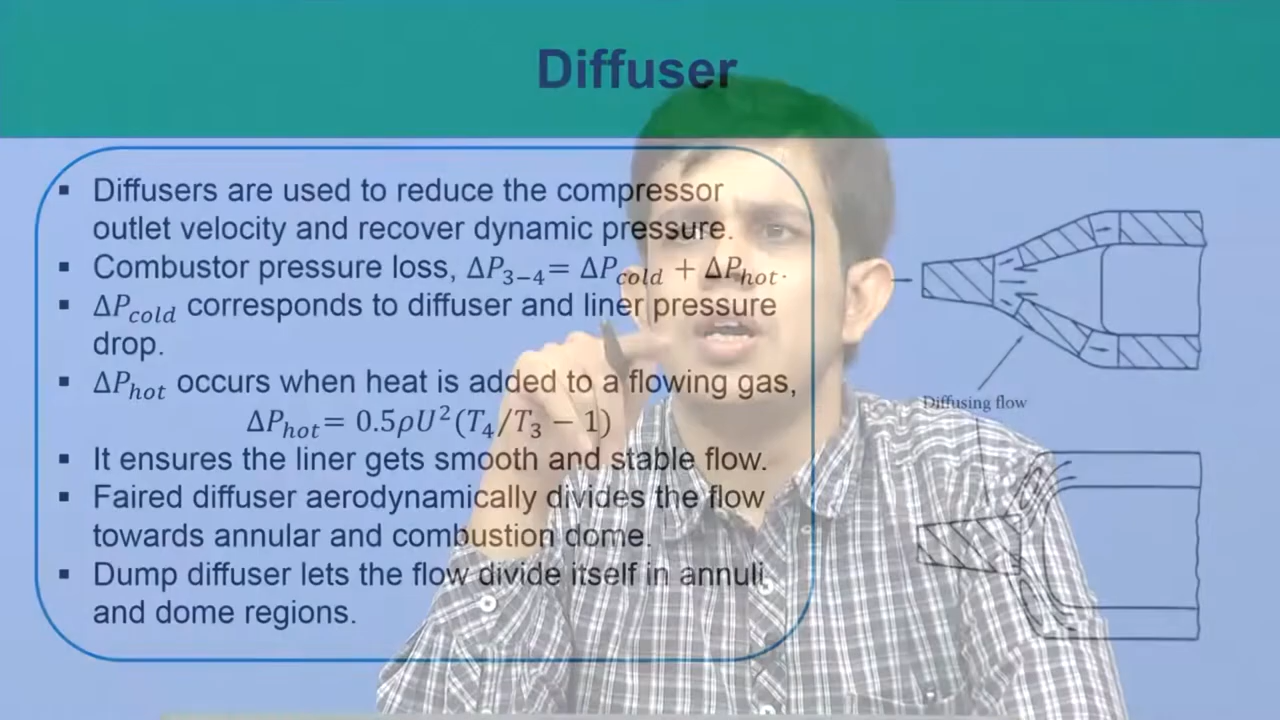 Diffuser
▪ Diffusers are used to reduce the compressor
outlet velocity and recover dynamic pressure.
▪ Combustor pressure loss, Δ𝑃₃₋₄= Δ𝑃𝑐𝑜𝑙𝑑 + Δ𝑃ℎ𝑜𝑡.
▪ Δ𝑃𝑐𝑜𝑙𝑑 corresponds to diffuser and liner pressure
drop.
▪ Δ𝑃ℎ𝑜𝑡 occurs when heat is added to a flowing gas,
Δ𝑃ℎ𝑜𝑡= 0.5𝜌𝑈²(𝑇₄/𝑇₃ − 1)
▪ It ensures the liner gets smooth and stable flow.
▪ Faired diffuser aerodynamically divides the flow
towards annular and combustion dome.
▪ Dump diffuser lets the flow divide itself in annuli
and dome regions.
Diffusing flow